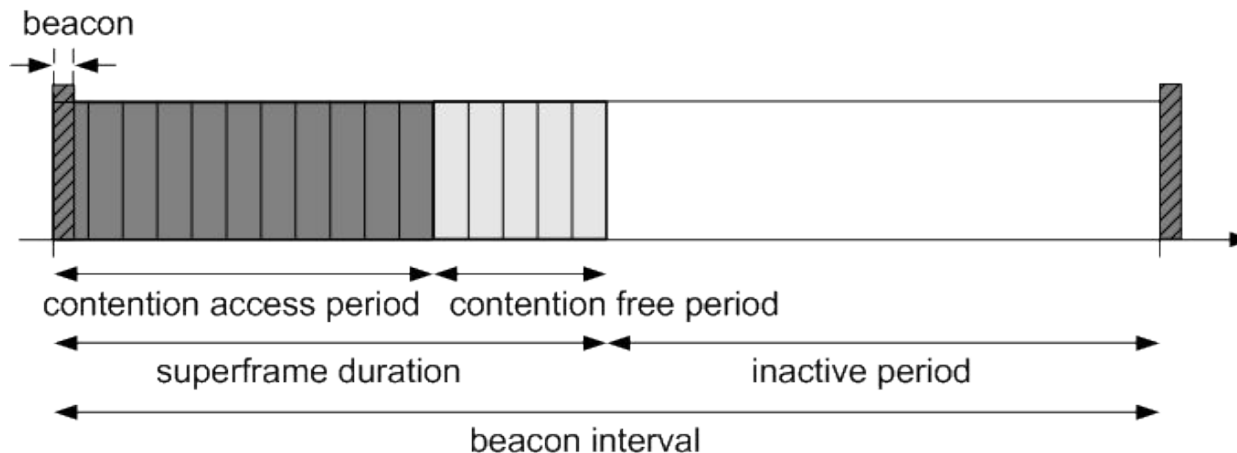 beacon
contention access period contention free period
superframe duration inactive period
beacon interval